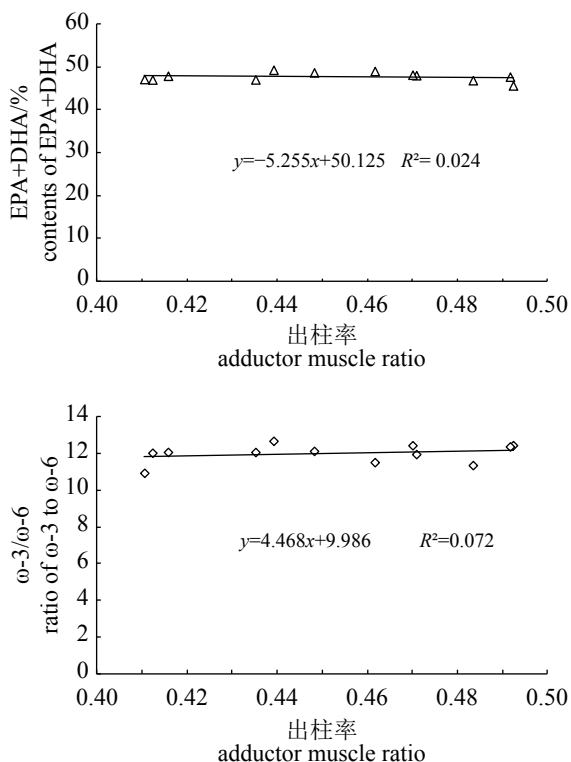 60
50
40
30
20
10
0
EPA+DHA/%
contents of EPA+DHA
y=−5.255x+50.125 R²= 0.024
0.40 0.42 0.44 0.46 0.48 0.50
出柱率
adductor muscle ratio
14
12
10
8
6
4
2
0
ω-3/ω-6
ratio of ω-3 to ω-6
y=4.468x+9.986 R²=0.072
0.40 0.42 0.44 0.46 0.48 0.50
出柱率
adductor muscle ratio